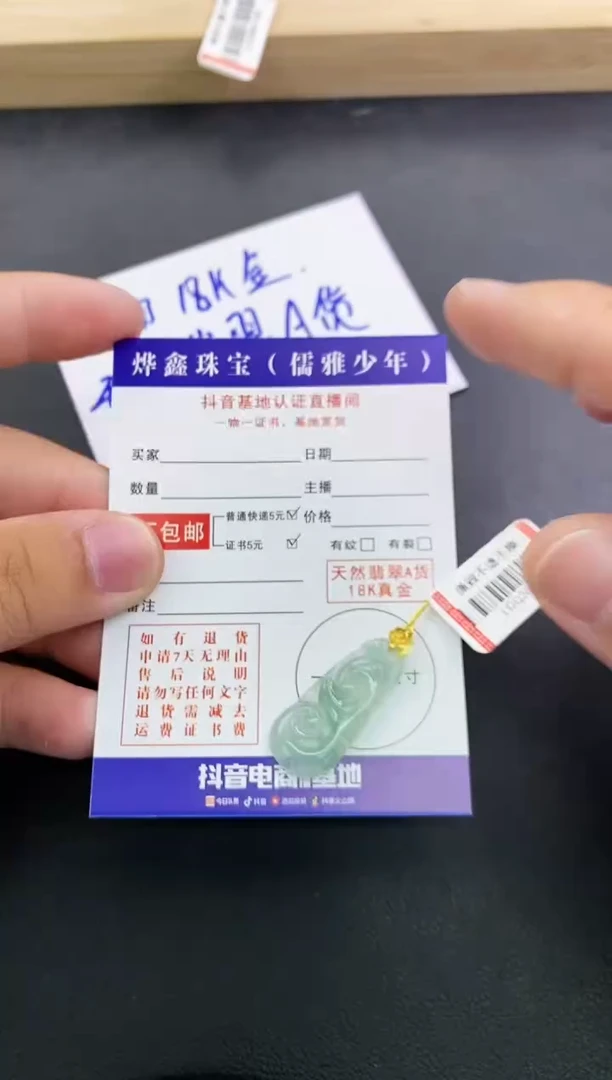 18K金.
A货
烨鑫珠宝（儒雅少年）
抖音基地认证直播间
一物一证书、基地直货
买家 日期
数量 主播
包邮 普通快递5元☑ 价格
证书5元 ☑ 有纹□ 有裂□
天然翡翠A货
18K真金
备注
寸
如有退货
申请7天无理由
售后说明
请勿写任何文字
退货需减去
运费证书费
抖音电商 基地
抖音